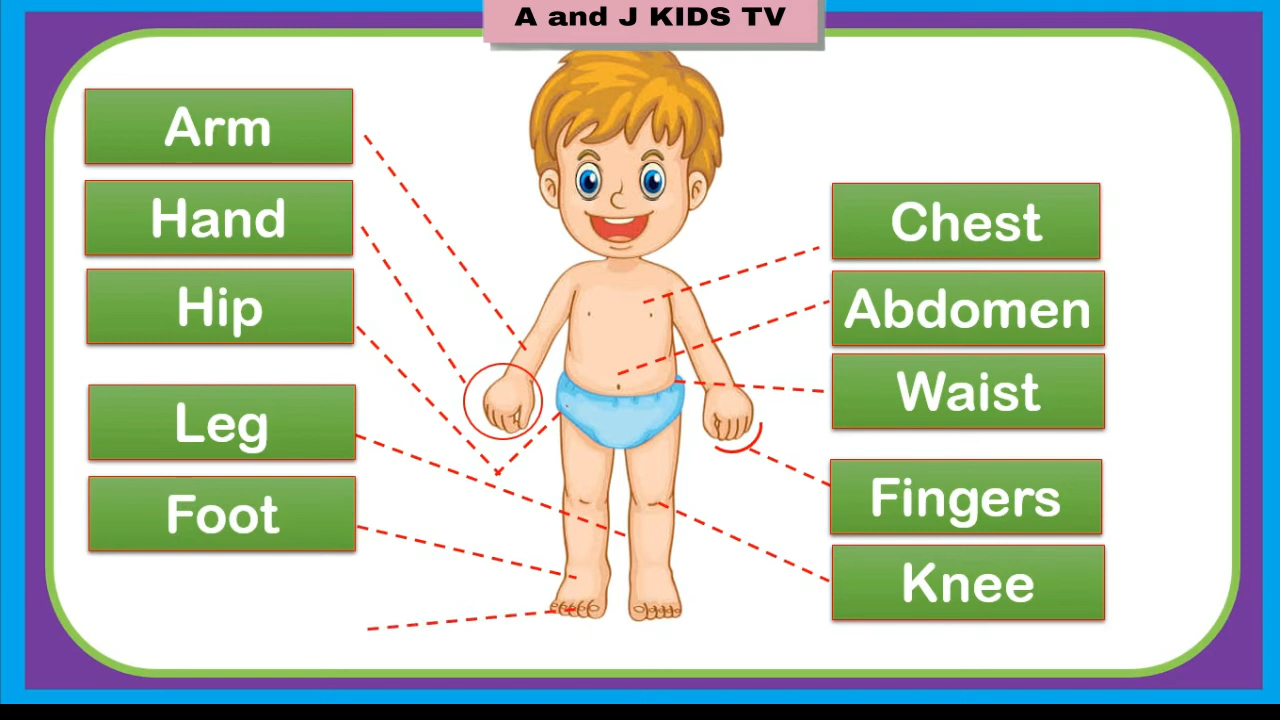 A and J KIDS TV
Arm
Hand
Hip
Leg
Foot
Chest
Abdomen
Waist
Fingers
Knee